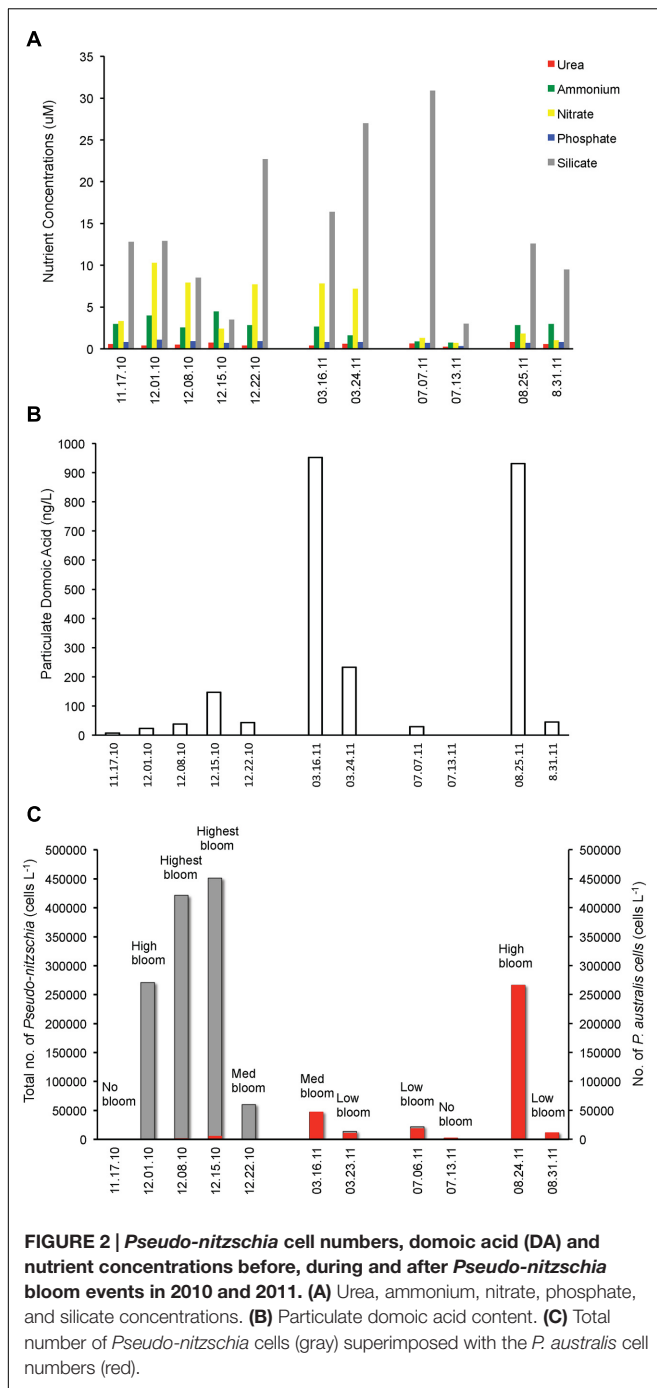 A
Nutrient Concentrations (uM)
35
30
25
20
15
10
5
0
Urea
Ammonium
Nitrate
Phosphate
Silicate
11.17.10
12.01.10
12.08.10
12.15.10
12.22.10
03.16.11
03.24.11
07.07.11
07.13.11
08.25.11
8.31.11
B
Particulate Domoic Acid (ng/L)
1000
900
800
700
600
500
400
300
200
100
0
11.17.10
12.01.10
12.08.10
12.15.10
12.22.10
03.16.11
03.24.11
07.07.11
07.13.11
08.25.11
8.31.11
C
Total no. of Pseudo-nitzschia (cells L-1)
500000
450000
400000
350000
300000
250000
200000
150000
100000
50000
0
No bloom
High bloom
Highest bloom
Highest bloom
Med bloom
Med bloom
Low bloom
Low bloom
No bloom
High bloom
Low bloom
500000
450000
400000
350000
300000
250000
200000
150000
100000
50000
0
No. of P. australis cells (cells L-1)
11.17.10
12.01.10
12.08.10
12.15.10
12.22.10
03.16.11
03.23.11
07.06.11
07.13.11
08.24.11
08.31.11
FIGURE 2 | Pseudo-nitzschia cell numbers, domoic acid (DA) and
nutrient concentrations before, during and after Pseudo-nitzschia
bloom events in 2010 and 2011. (A) Urea, ammonium, nitrate, phosphate,
and silicate concentrations. (B) Particulate domoic acid content. (C) Total
number of Pseudo-nitzschia cells (gray) superimposed with the P. australis cell
numbers (red).